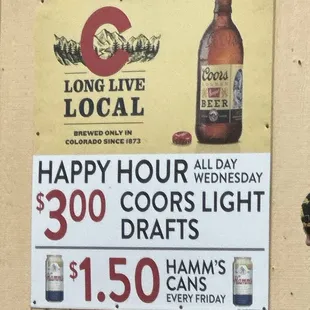 C
LONG LIVE
LOCAL
BREWED ONLY IN
COLORADO SINCE 1873
Coors
BEER
HAPPY HOUR ALL DAY
WEDNESDAY
$3.00 COORS LIGHT
DRAFTS
$1.50 HAMM'S
CANS
EVERY FRIDAY